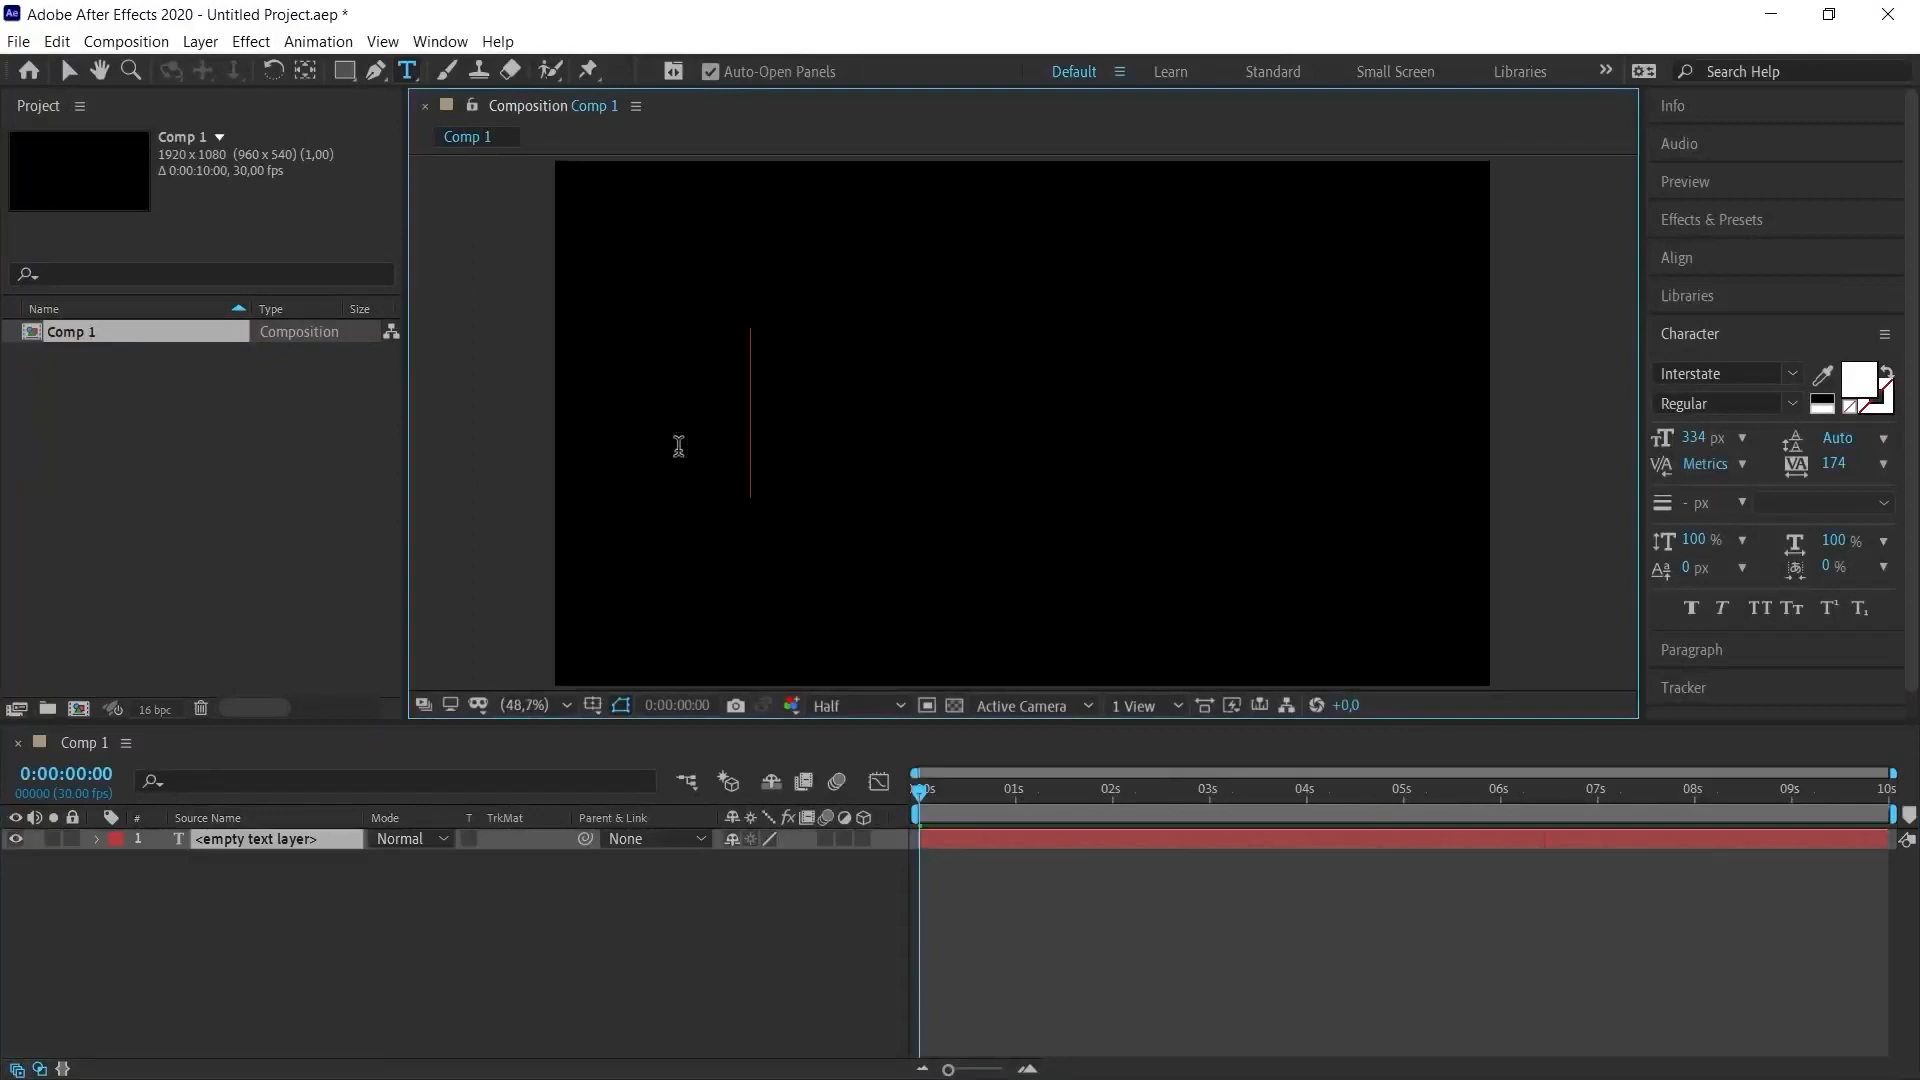 Ae Adobe After Effects 2020 - Untitled Project.aep *
File Edit Composition Layer Effect Animation View Window Help
Auto-Open Panels Default Learn Standard Small Screen Libraries Search Help
Project
Comp 1
1920 x 1080 (960 x 540) (1,00)
Δ 0:00:10:00, 30,00 fps
Name Type Size
Comp 1 Composition
16 bpc
Composition Comp 1
Comp 1
(48,7%) 0:00:00:00 Half Active Camera 1 View +0,0
Info
Audio
Preview
Effects & Presets
Align
Libraries
Character
Interstate
Regular
334 px Auto
Metrics 174
- px
100 % 100 %
0 px 0 %
T T TT Tт T¹ T₁
Paragraph
Tracker
Comp 1
0:00:00:00
00000 (30.00 fps)
# Source Name Mode T TrkMat Parent & Link
1 T <empty text layer> Normal None
00s 01s 02s 03s 04s 05s 06s 07s 08s 09s 10s